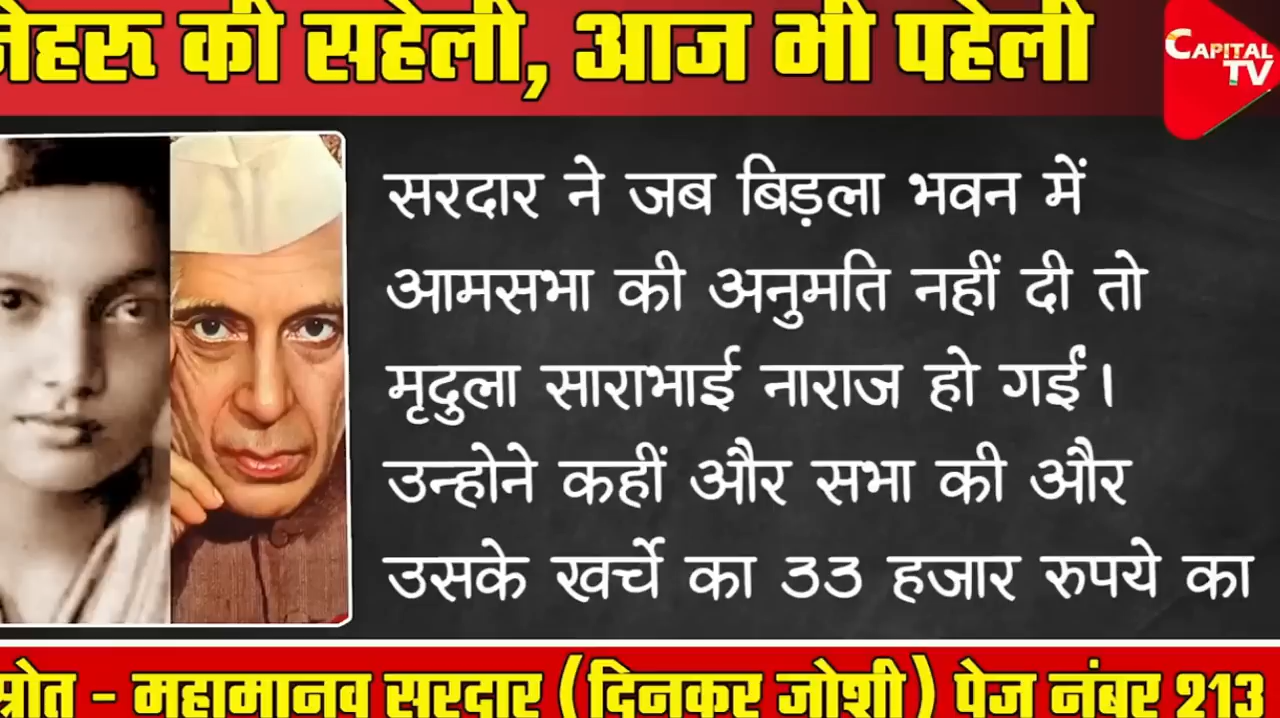 नेहरू की सहेली, आज भी पहेली
CAPITAL
TV
सरदार ने जब बिड़ला भवन में
आमसभा की अनुमति नहीं दी तो
मृदुला साराभाई नाराज हो गईं।
उन्होने कहीं और सभा की और
उसके खर्चे का 33 हजार रुपये का
स्रोत - महामानव सरदार (दिनकर जोशी) पेज नंबर 213